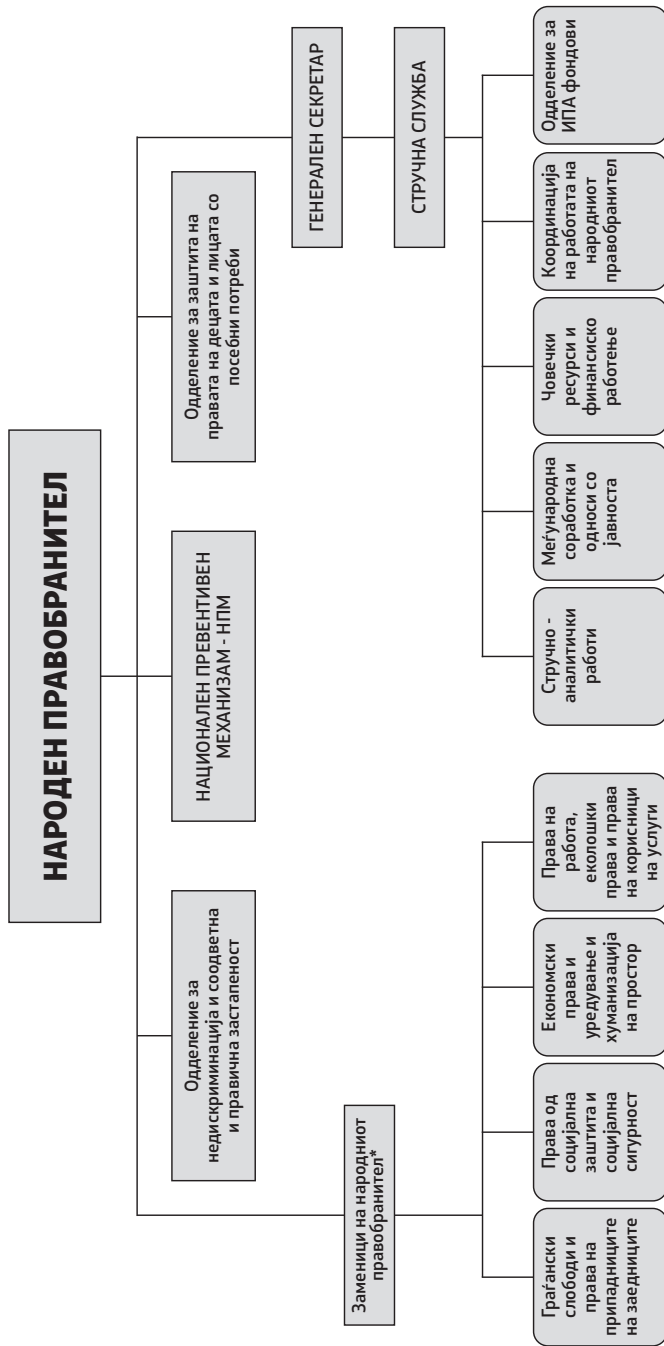 НАРОДЕН ПРАВОБРАНИТЕЛ
Одделение за
недискриминација и соодветна
и правична застапеност
НАЦИОНАЛЕН ПРЕВЕНТИВЕН
МЕХАНИЗАМ - НПМ
Одделение за заштита на
правата на децата и лицата со
посебни потреби
Заменици на народниот
правобранител*
ГЕНЕРАЛЕН СЕКРЕТАР
СТРУЧНА СЛУЖБА
Граѓански
слободи и
права на
припадниците
на заедниците
Права од
социјална
заштита и
социјална
сигурност
Економски
права и
уредување и
хуманизација
на простор
Права на
работа,
еколошки
права и права
на корисници
на услуги
Стручно -
аналитички
работи
Меѓународна
соработка и
односи со
јавноста
Човечки
ресурси и
финансиско
работење
Координација
на работата на
народниот
правобранител
Одделение за
ИПА фондови